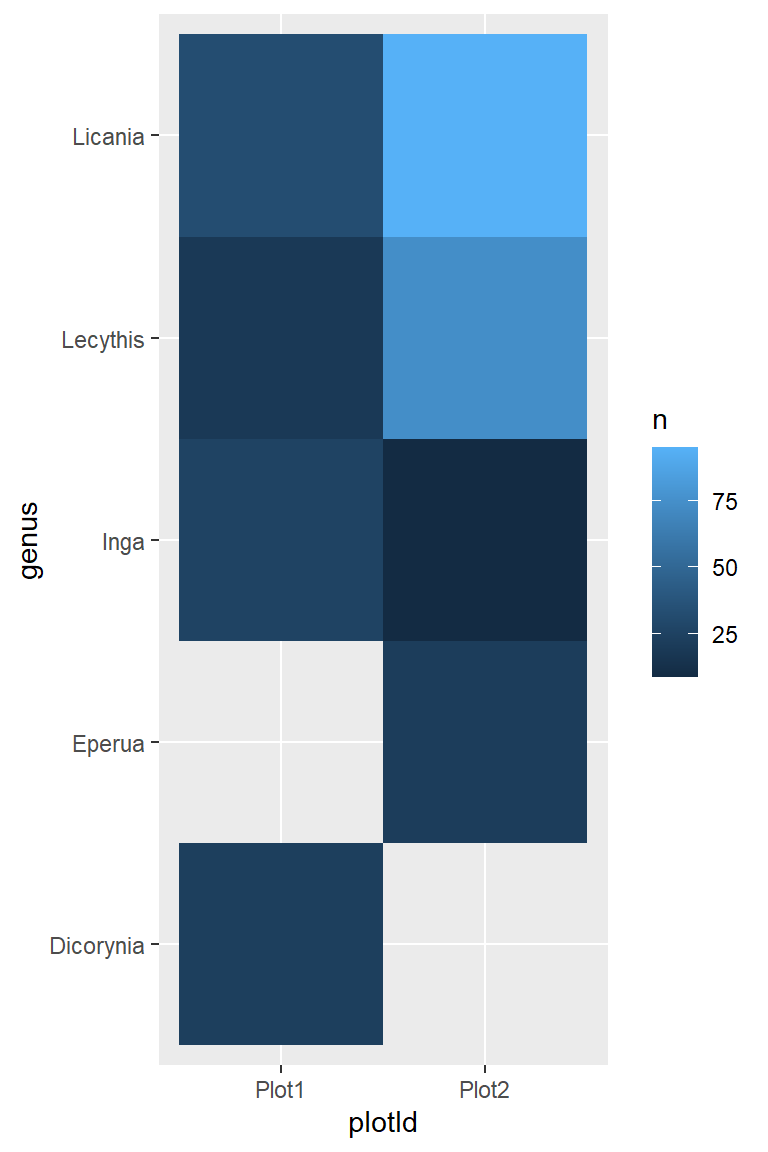 Licania
Lecythis
Inga
Eperua
Dicorynia
genus
Plot1 Plot2
plotId
n
75
50
25